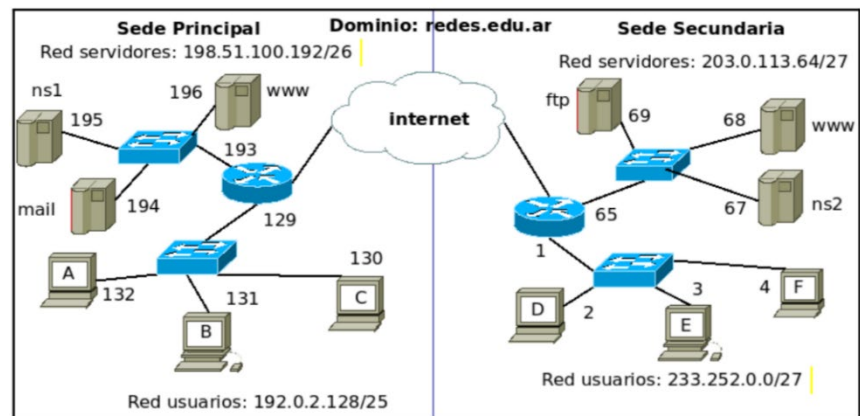 Dominio: redes.edu.ar
Sede Principal
Red servidores: 198.51.100.192/26
ns1
196
www
195
193
mail
194
129
130
A
132
131
B
C
Red usuarios: 192.0.2.128/25
internet
Sede Secundaria
Red servidores: 203.0.113.64/27
ftp
69
68
www
65
67
ns2
1
D
2
3
E
4
F
Red usuarios: 233.252.0.0/27